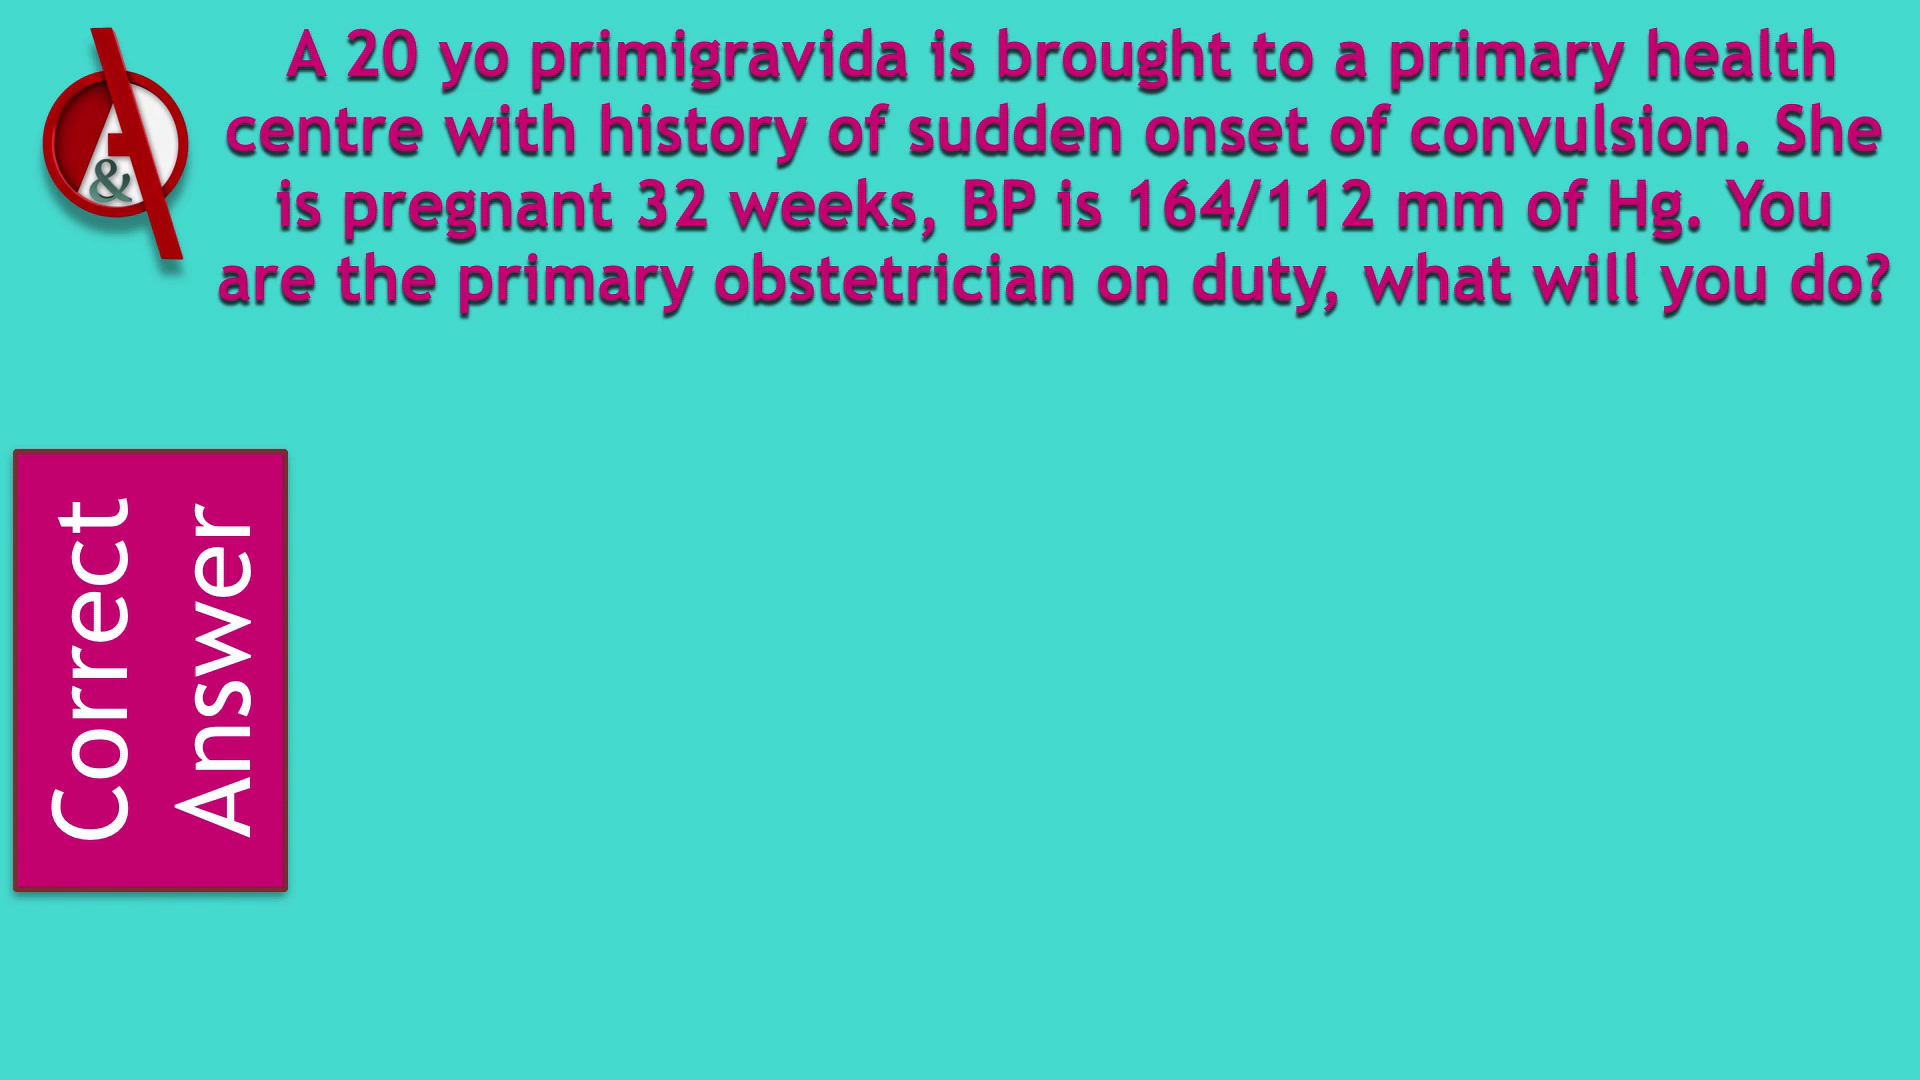 A 20 yo primigravida is brought to a primary health
centre with history of sudden onset of convulsion. She
is pregnant 32 weeks, BP is 164/112 mm of Hg. You
are the primary obstetrician on duty, what will you do?
A
&
Correct
Answer